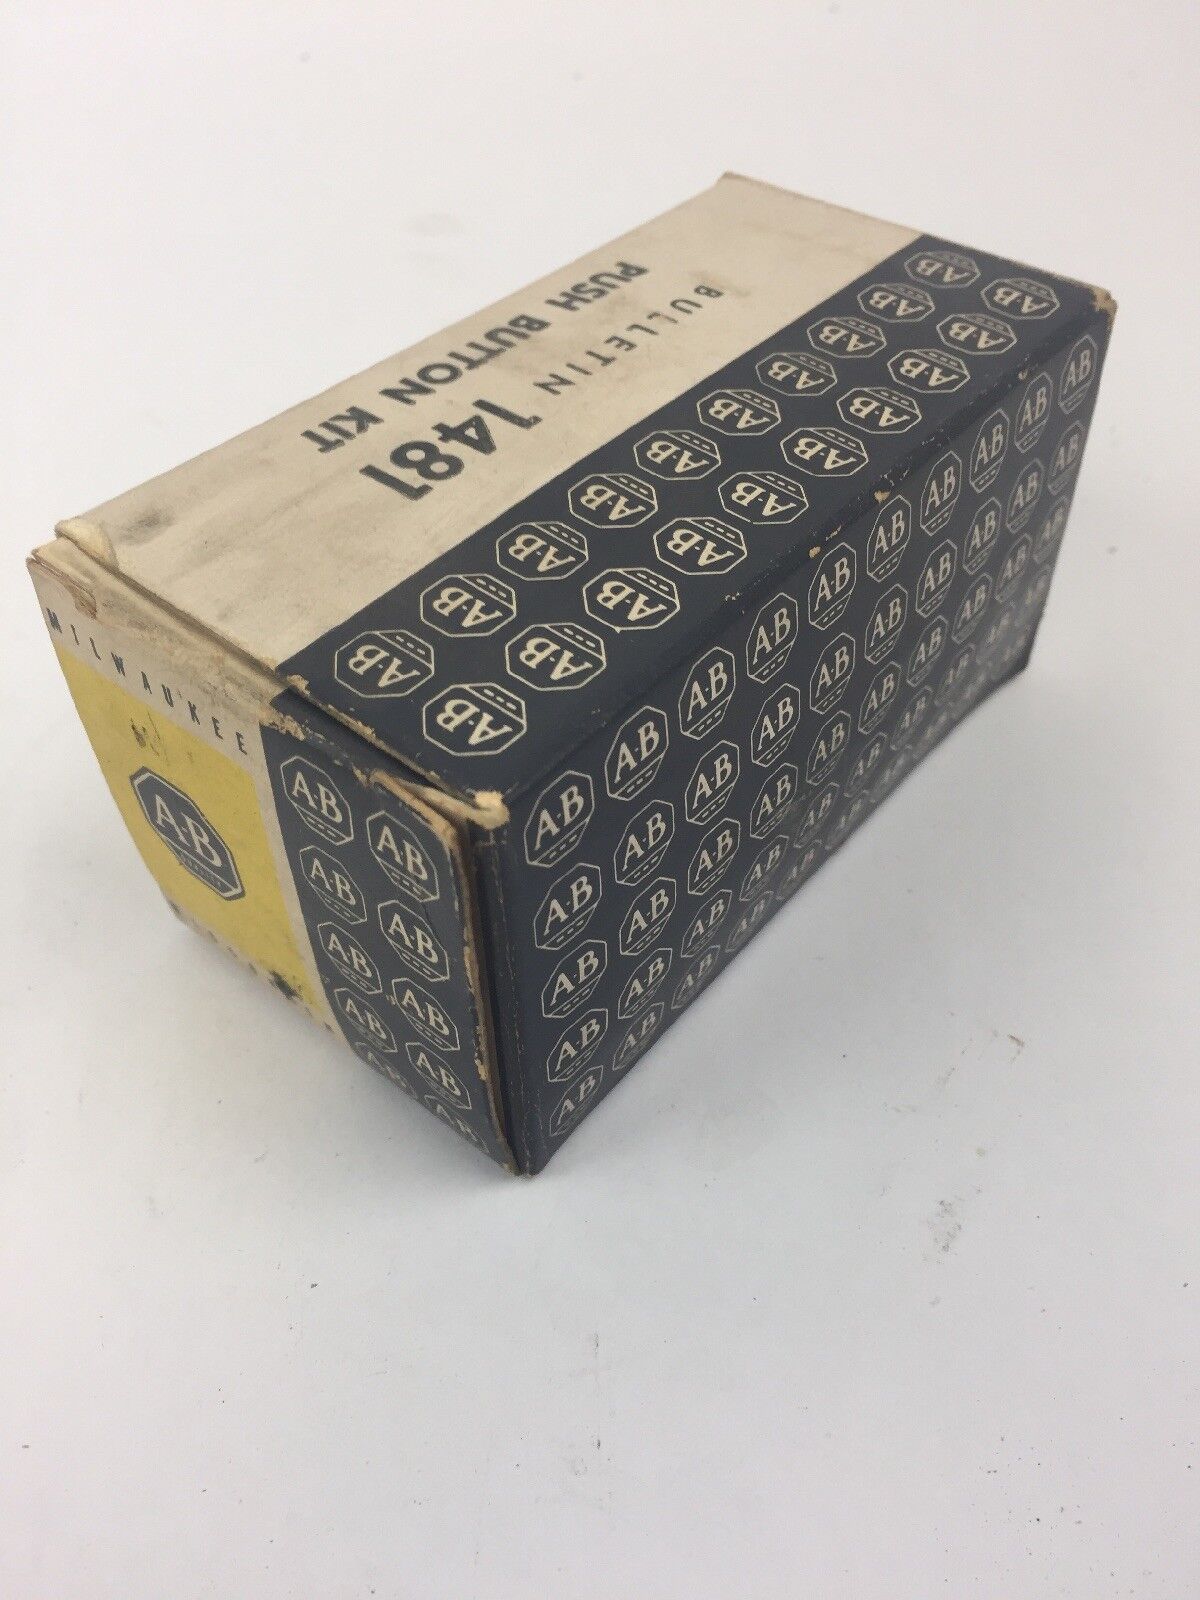 BULLETIN 1481
PUSH BUTTON KIT
MILWAUKEE
A-B